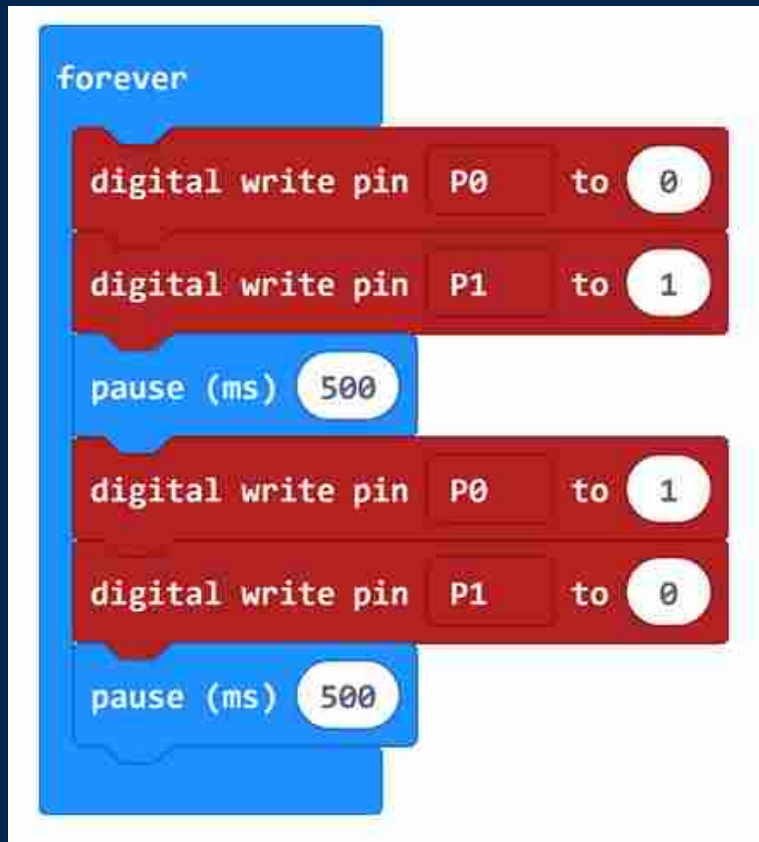 forever
digital write pin P0 to 0
digital write pin P1 to 1
pause (ms) 500
digital write pin P0 to 1
digital write pin P1 to 0
pause (ms) 500